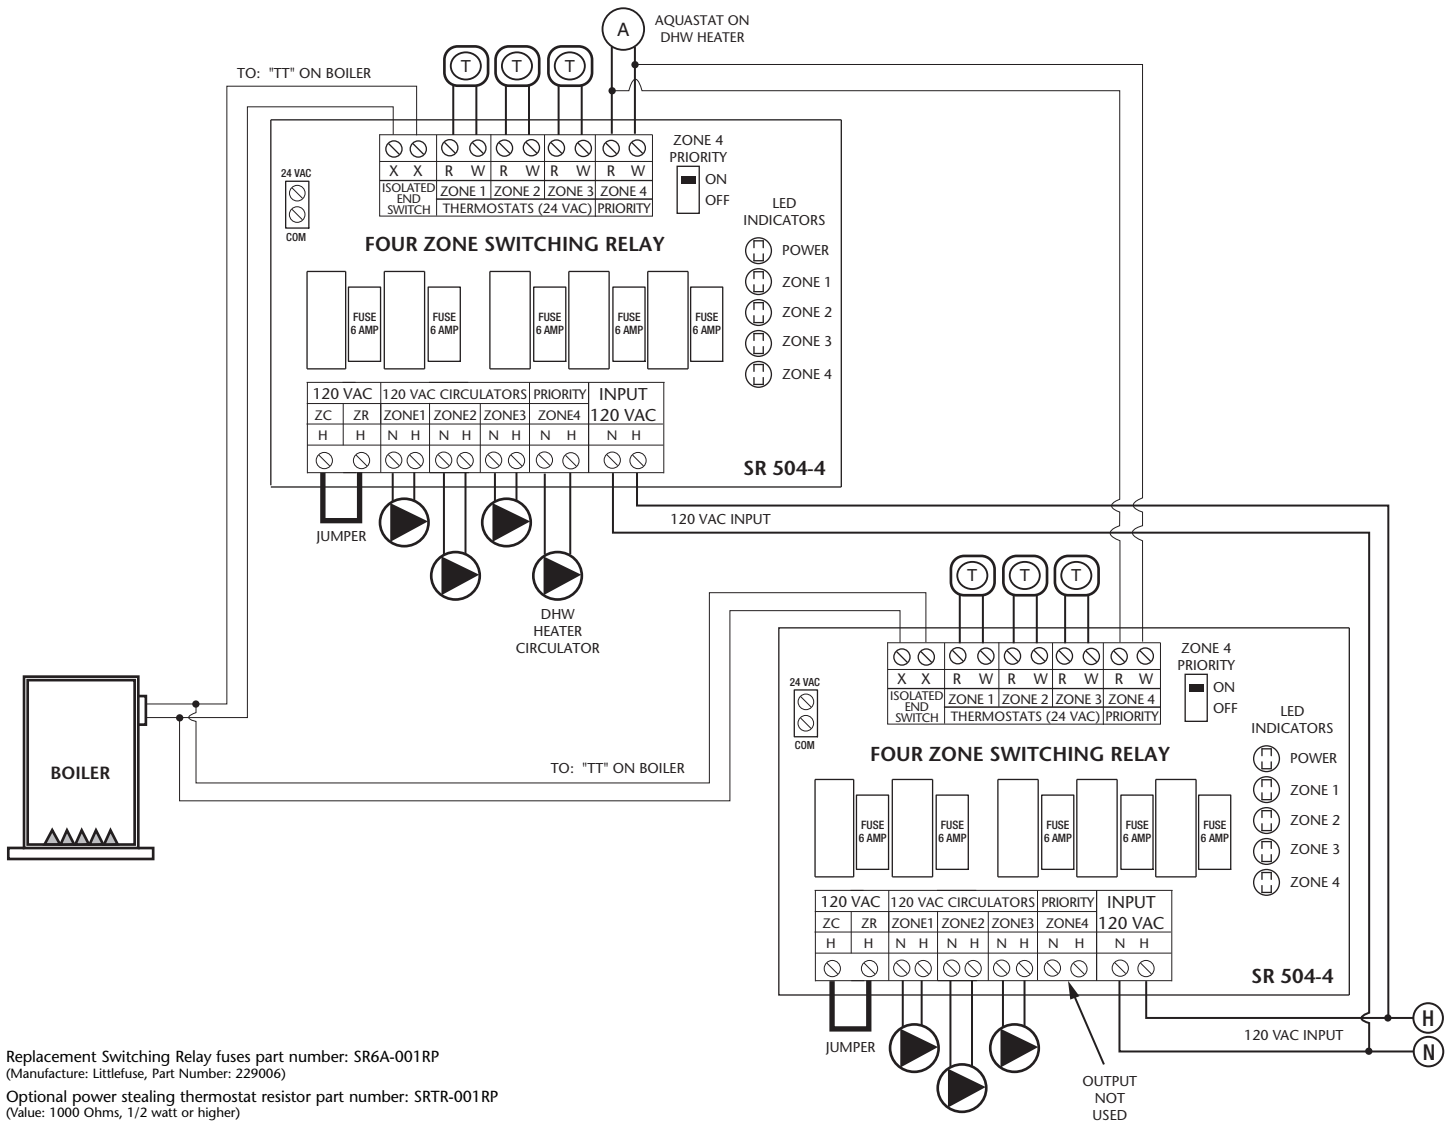 A
AQUASTAT ON
DHW HEATER
TO: "TT" ON BOILER
T T T
24 VAC
COM
X X R W R W R W R W
ISOLATED
END
SWITCH
ZONE 1 ZONE 2 ZONE 3 ZONE 4
THERMOSTATS (24 VAC) PRIORITY
ZONE 4
PRIORITY
ON
OFF
LED
INDICATORS
POWER
ZONE 1
ZONE 2
ZONE 3
ZONE 4
FOUR ZONE SWITCHING RELAY
FUSE
6 AMP
FUSE
6 AMP
FUSE
6 AMP
FUSE
6 AMP
FUSE
6 AMP
120 VAC 120 VAC CIRCULATORS PRIORITY INPUT
ZC ZR ZONE1 ZONE2 ZONE3 ZONE4 120 VAC
H H N H N H N H N H N H
SR 504-4
JUMPER
120 VAC INPUT
DHW
HEATER
CIRCULATOR
BOILER
TO: "TT" ON BOILER
T T T
24 VAC
COM
X X R W R W R W R W
ISOLATED
END
SWITCH
ZONE 1 ZONE 2 ZONE 3 ZONE 4
THERMOSTATS (24 VAC) PRIORITY
ZONE 4
PRIORITY
ON
OFF
LED
INDICATORS
POWER
ZONE 1
ZONE 2
ZONE 3
ZONE 4
FOUR ZONE SWITCHING RELAY
FUSE
6 AMP
FUSE
6 AMP
FUSE
6 AMP
FUSE
6 AMP
FUSE
6 AMP
120 VAC 120 VAC CIRCULATORS PRIORITY INPUT
ZC ZR ZONE1 ZONE2 ZONE3 ZONE4 120 VAC
H H N H N H N H N H N H
SR 504-4
JUMPER
OUTPUT
NOT
USED
120 VAC INPUT
H
N
Replacement Switching Relay fuses part number: SR6A-001RP
(Manufacture: Littlefuse, Part Number: 229006)
Optional power stealing thermostat resistor part number: SRTR-001RP
(Value: 1000 Ohms, 1/2 watt or higher)